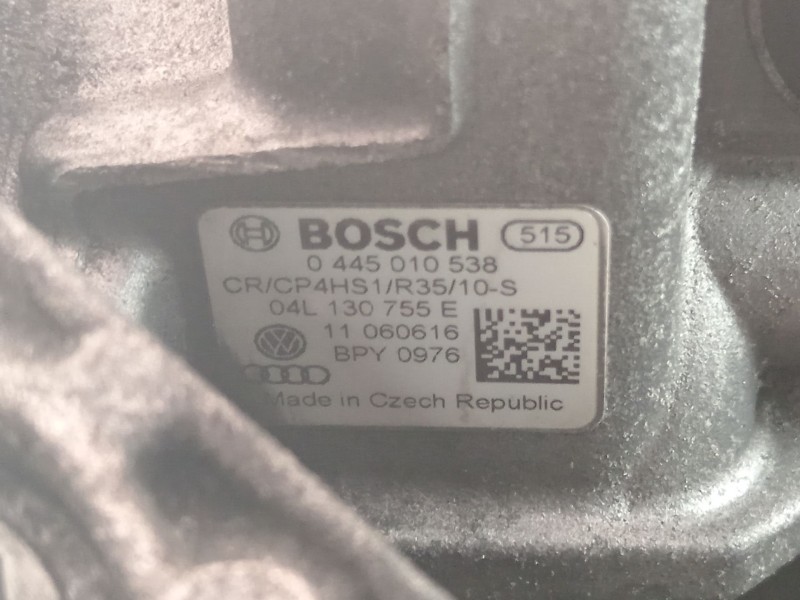 BOSCH 515
0 445 010 538
CR/CP4HS1/R35/10-S
04L 130 755 E
11 060616
BPY 0976
Made in Czech Republic